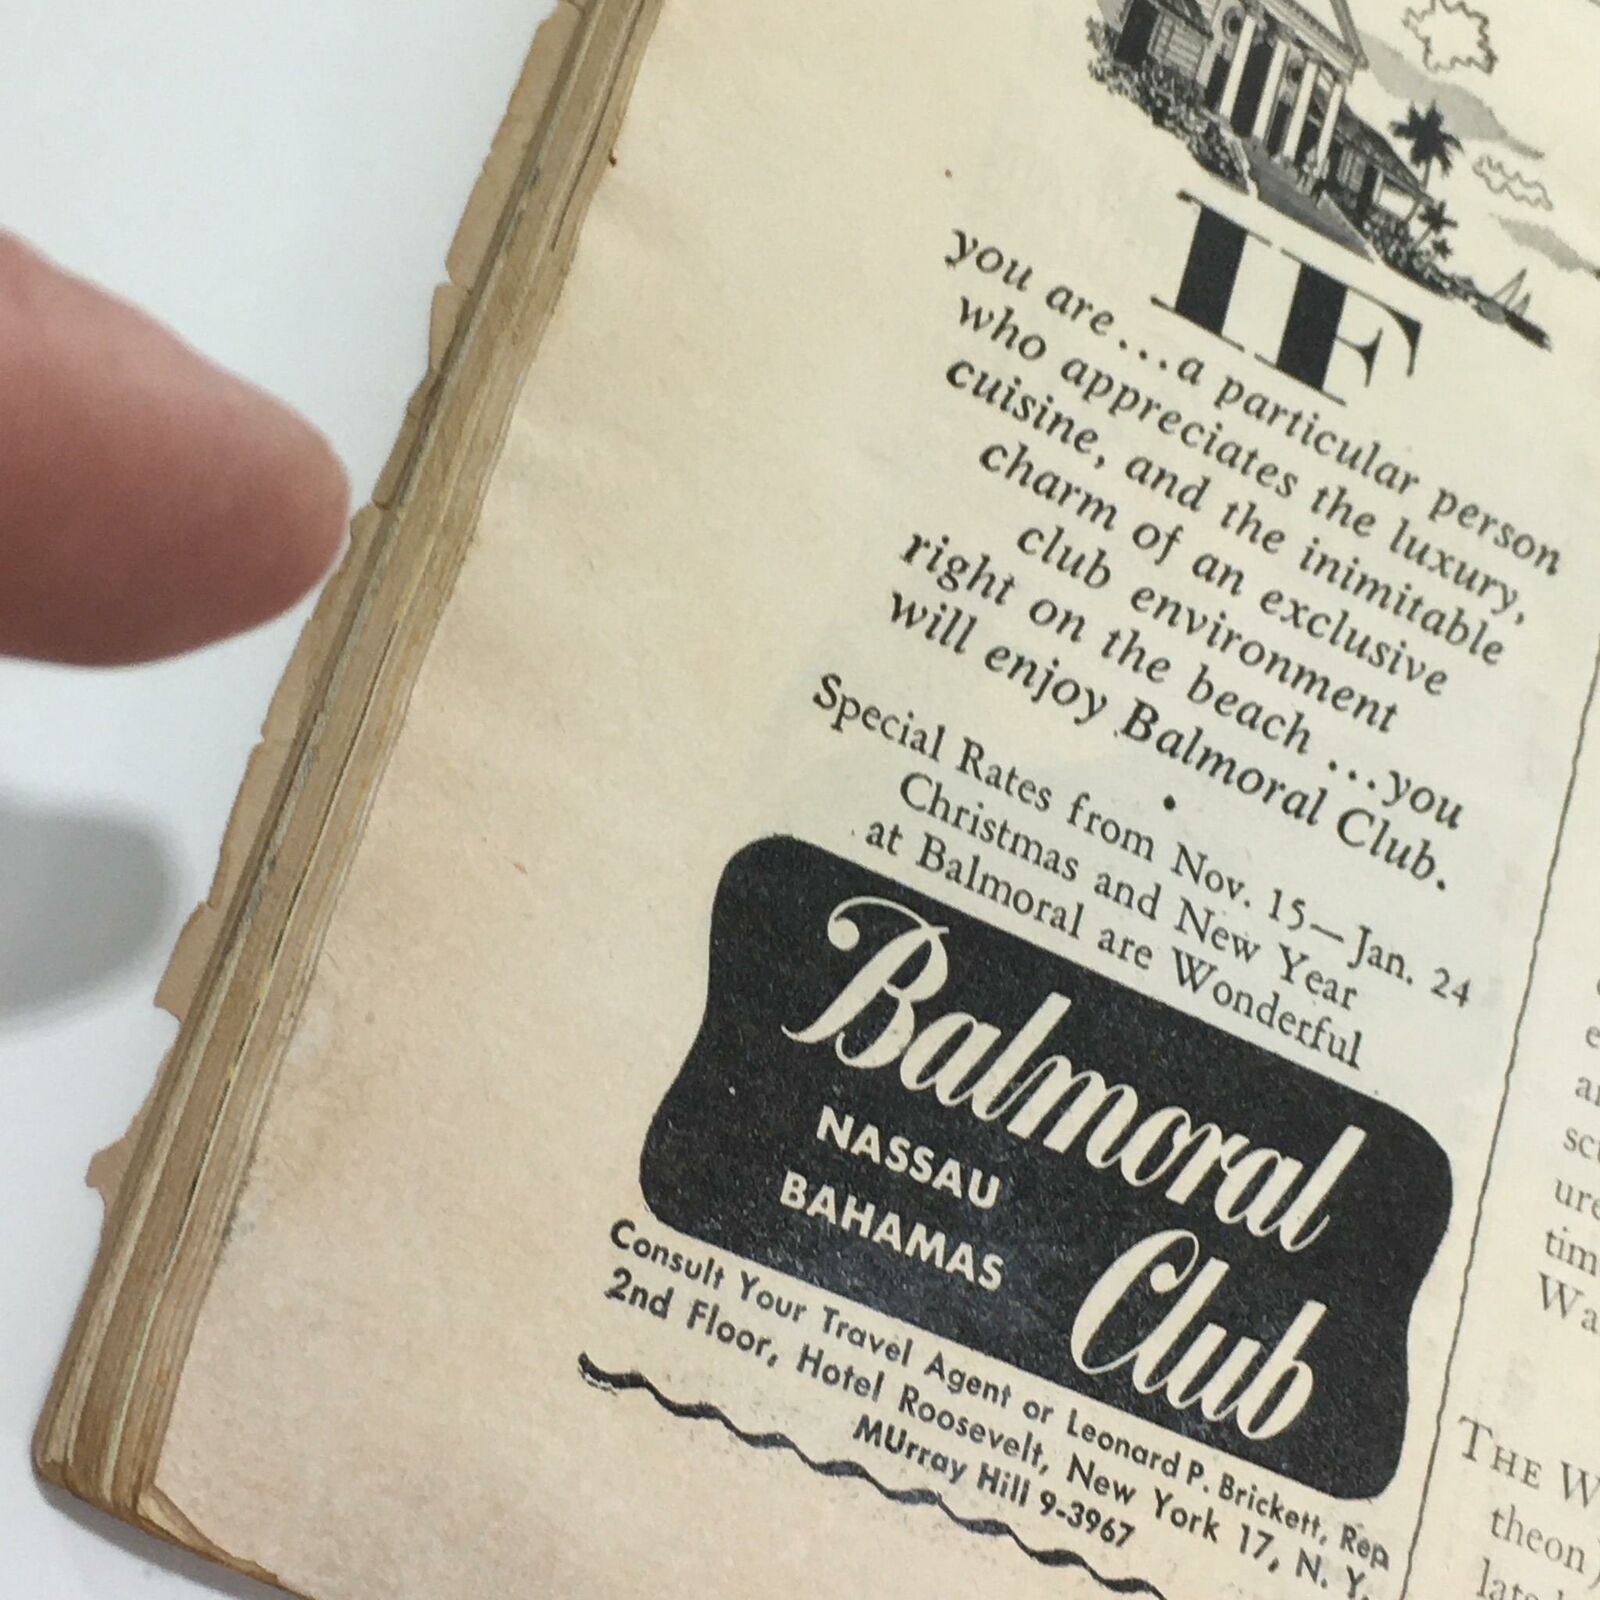 IF
you are...a particular person
who appreciates the luxury,
cuisine, and the inimitable
charm of an exclusive
club environment
right on the beach ...you
will enjoy Balmoral Club.
•
Special Rates from Nov. 15—Jan. 24
Christmas and New Year
at Balmoral are Wonderful
Balmoral
NASSAU
BAHAMAS
Club
Consult Your Travel Agent or Leonard P. Brickett, Rep.
2nd Floor, Hotel Roosevelt, New York 17, N. Y.
MUrray Hill 9-3967
THE
theon